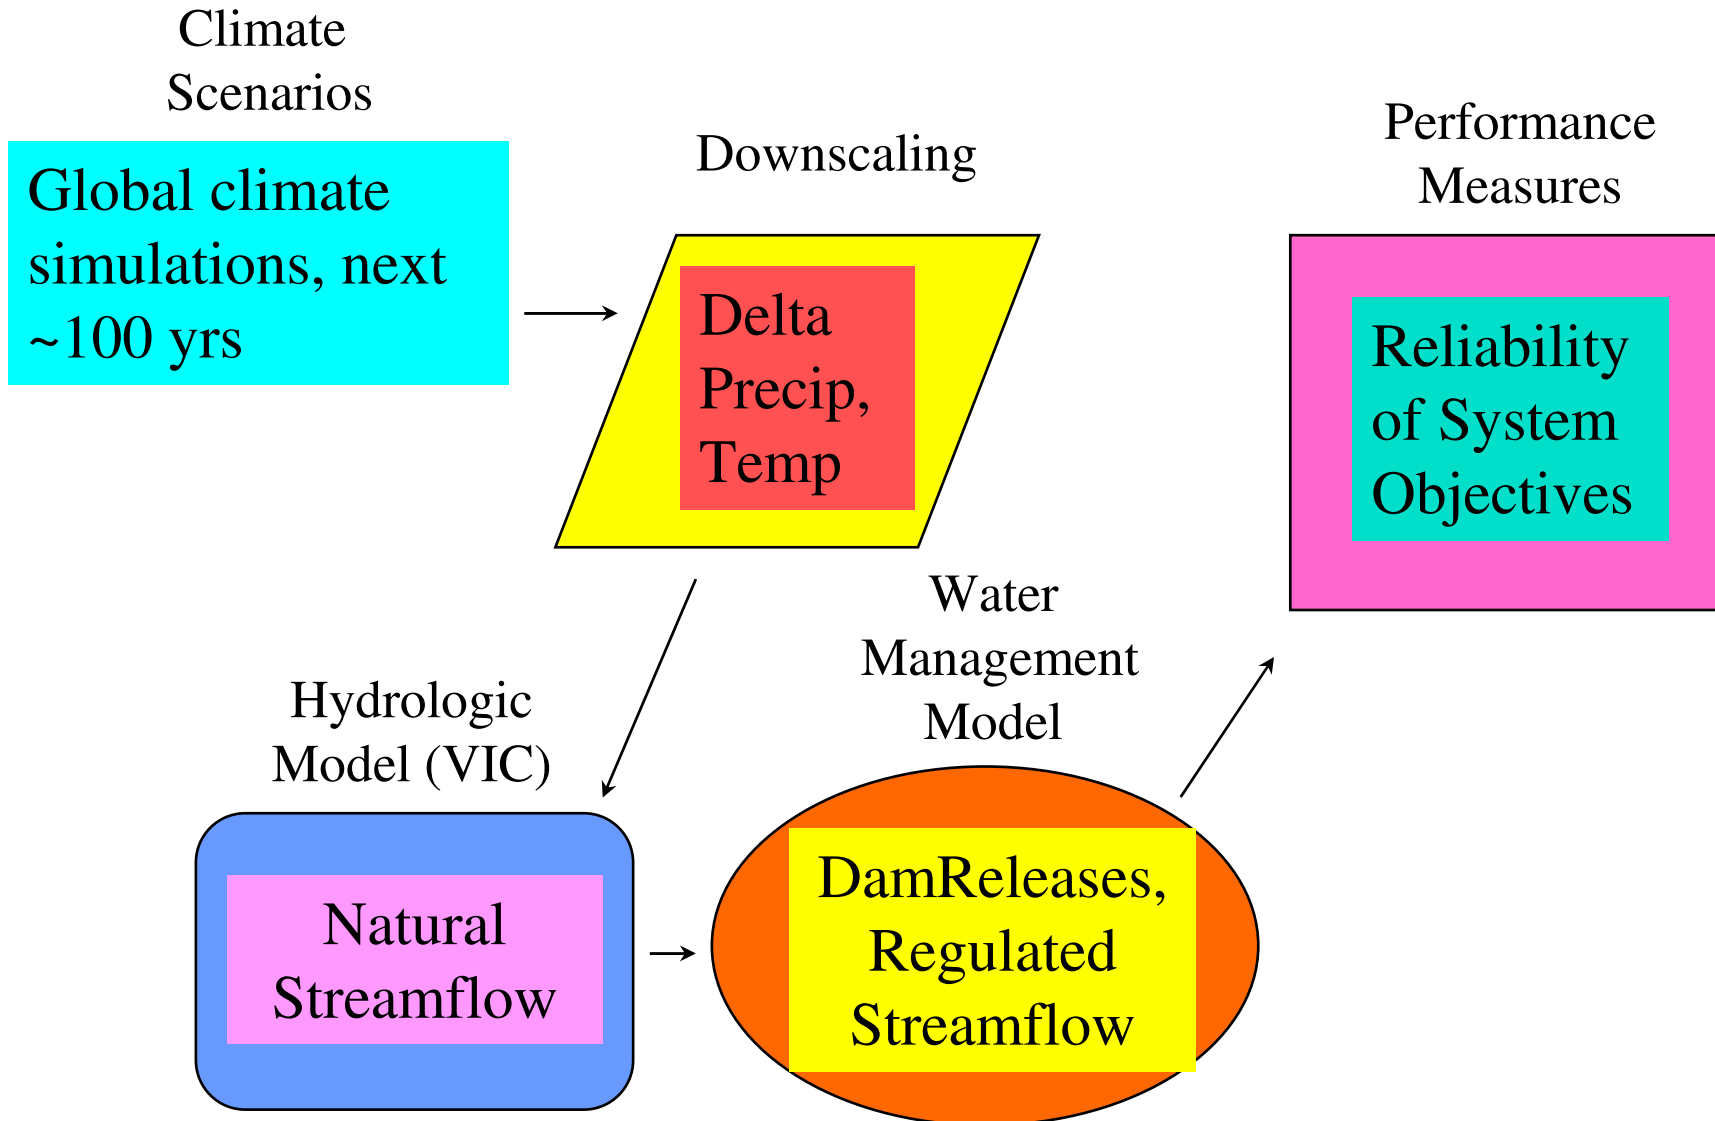 Climate
Scenarios
Global climate
simulations, next
~100 yrs
Downscaling
Delta
Precip,
Temp
Performance
Measures
Reliability
of System
Objectives
Hydrologic
Model (VIC)
Natural
Streamflow
Water
Management
Model
DamReleases,
Regulated
Streamflow